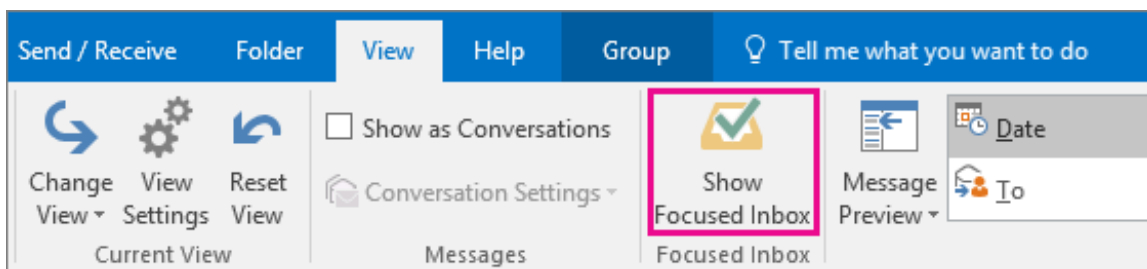 Send / Receive Folder View Help Group Tell me what you want to do
Change View
View Settings
Reset View
Current View
Show as Conversations
Conversation Settings
Messages
Show Focused Inbox
Focused Inbox
Message Preview
Date
To